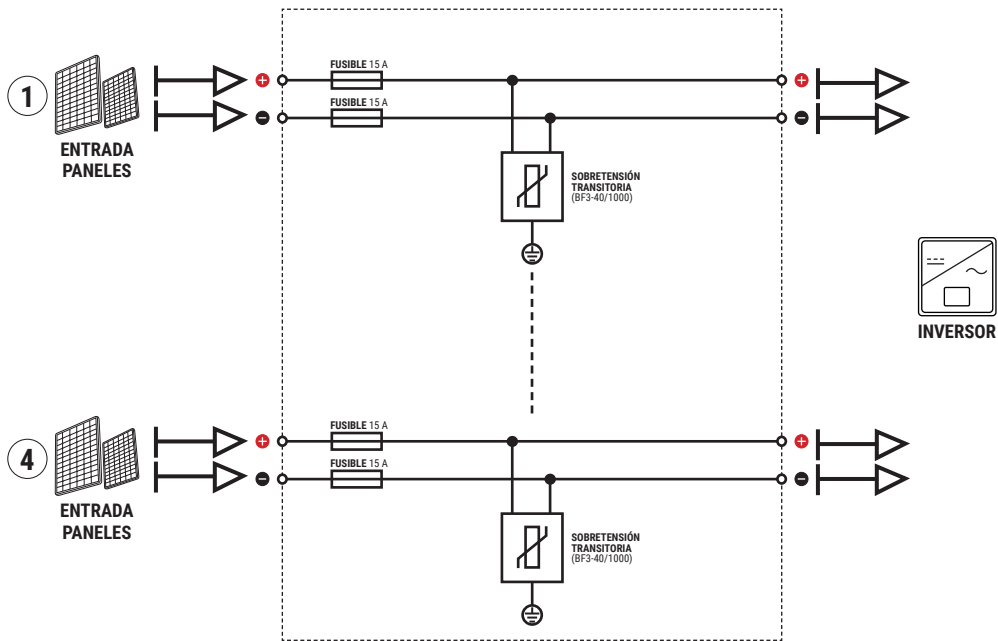 1
ENTRADA
PANELES
FUSIBLE 15 A
FUSIBLE 15 A
SOBRETENSIÓN
TRANSITORIA
(BF3-40/1000)
INVERSOR
4
ENTRADA
PANELES
FUSIBLE 15 A
FUSIBLE 15 A
SOBRETENSIÓN
TRANSITORIA
(BF3-40/1000)